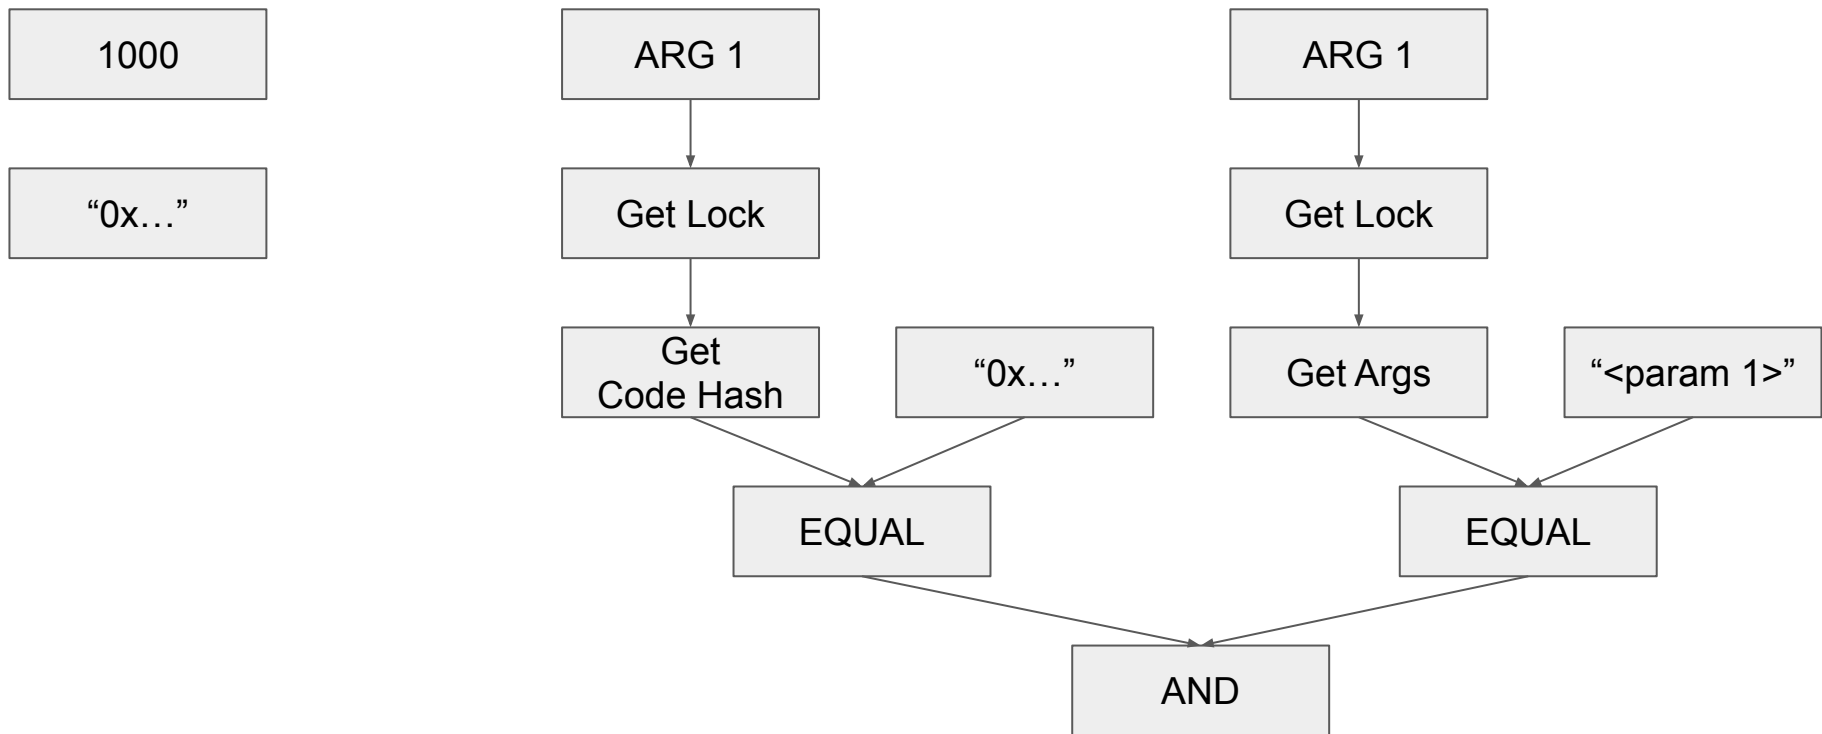 1000
ARG 1
ARG 1
“0x…”
Get Lock
Get Lock
Get
Code Hash
“0x…”
Get Args
“<param 1>”
EQUAL
EQUAL
AND